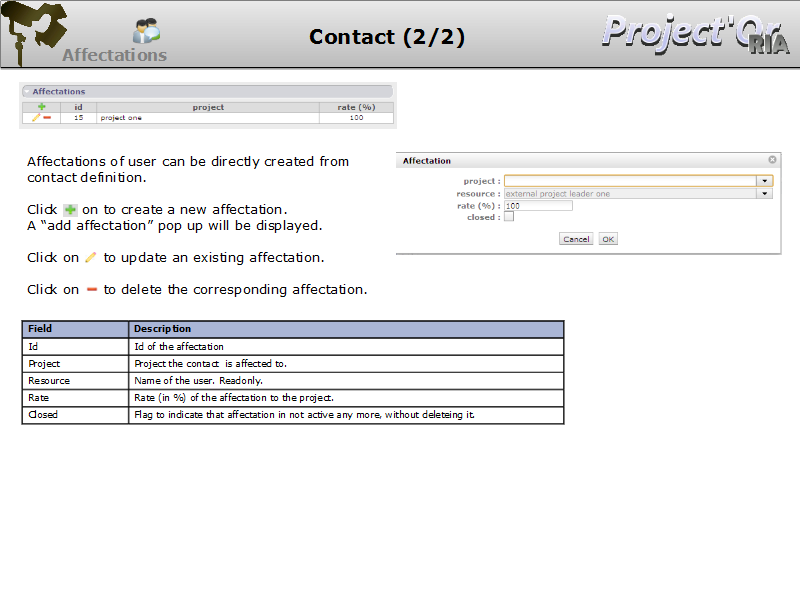 Affectations
Contact (2/2)
Project'Or
RIA
Affectations
id project rate (%)
15 project one 100
Affectations of user can be directly created from
contact definition.
Click on to create a new affectation.
A “add affectation” pop up will be displayed.
Click on to update an existing affectation.
Click on to delete the corresponding affectation.
Affectation
project :
resource : external project leader one
rate (%) : 100
closed :
Cancel OK
Field Description
Id Id of the affectation
Project Project the contact is affected to.
Resource Name of the user. Readonly.
Rate Rate (in %) of the affectation to the project.
Closed Flag to indicate that affectation in not active any more, without deleteing it.